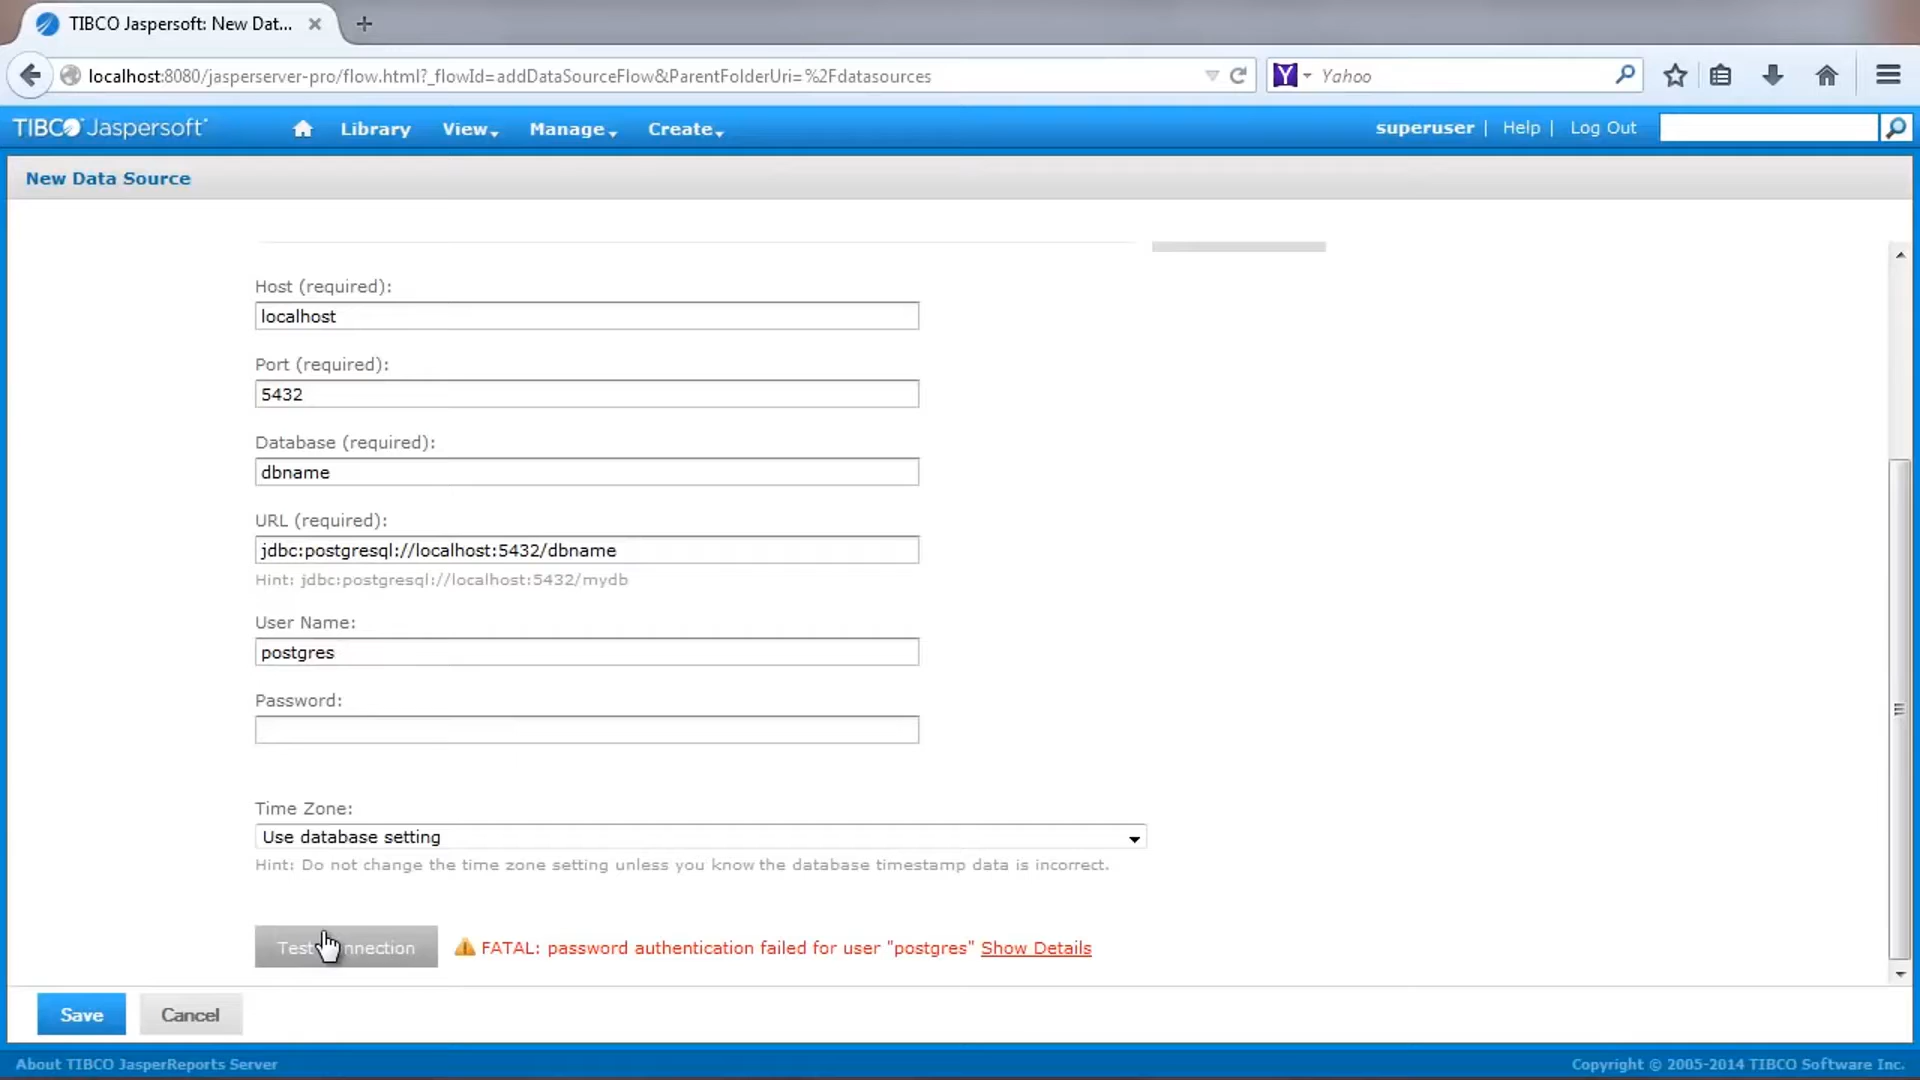 TIBCO Jaspersoft: New Dat...
localhost:8080/jasperserver-pro/flow.html?_flowId=addDataSourceFlow&ParentFolderUri=%2Fdatasources
Y Yahoo
TIBCO Jaspersoft
Library View Manage Create
superuser | Help | Log Out
New Data Source
Host (required):
localhost
Port (required):
5432
Database (required):
dbname
URL (required):
jdbc:postgresql://localhost:5432/dbname
Hint: jdbc:postgresql://localhost:5432/mydb
User Name:
postgres
Password:
Time Zone:
Use database setting
Hint: Do not change the time zone setting unless you know the database timestamp data is incorrect.
Test Connection FATAL: password authentication failed for user "postgres" Show Details
Save Cancel
About TIBCO JasperReports Server
Copyright © 2005-2014 TIBCO Software Inc.